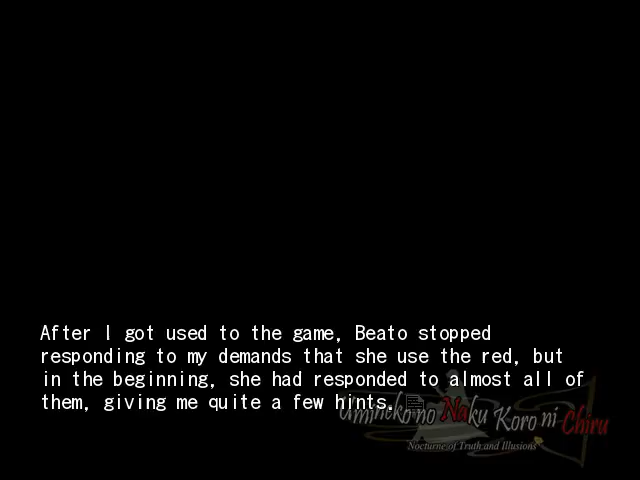 After I got used to the game, Beato stopped
responding to my demands that she use the red, but
in the beginning, she had responded to almost all of
them, giving me quite a few hints.
Umineko no Naku Koro ni Chiru
Nocturne of Truth and Illusions